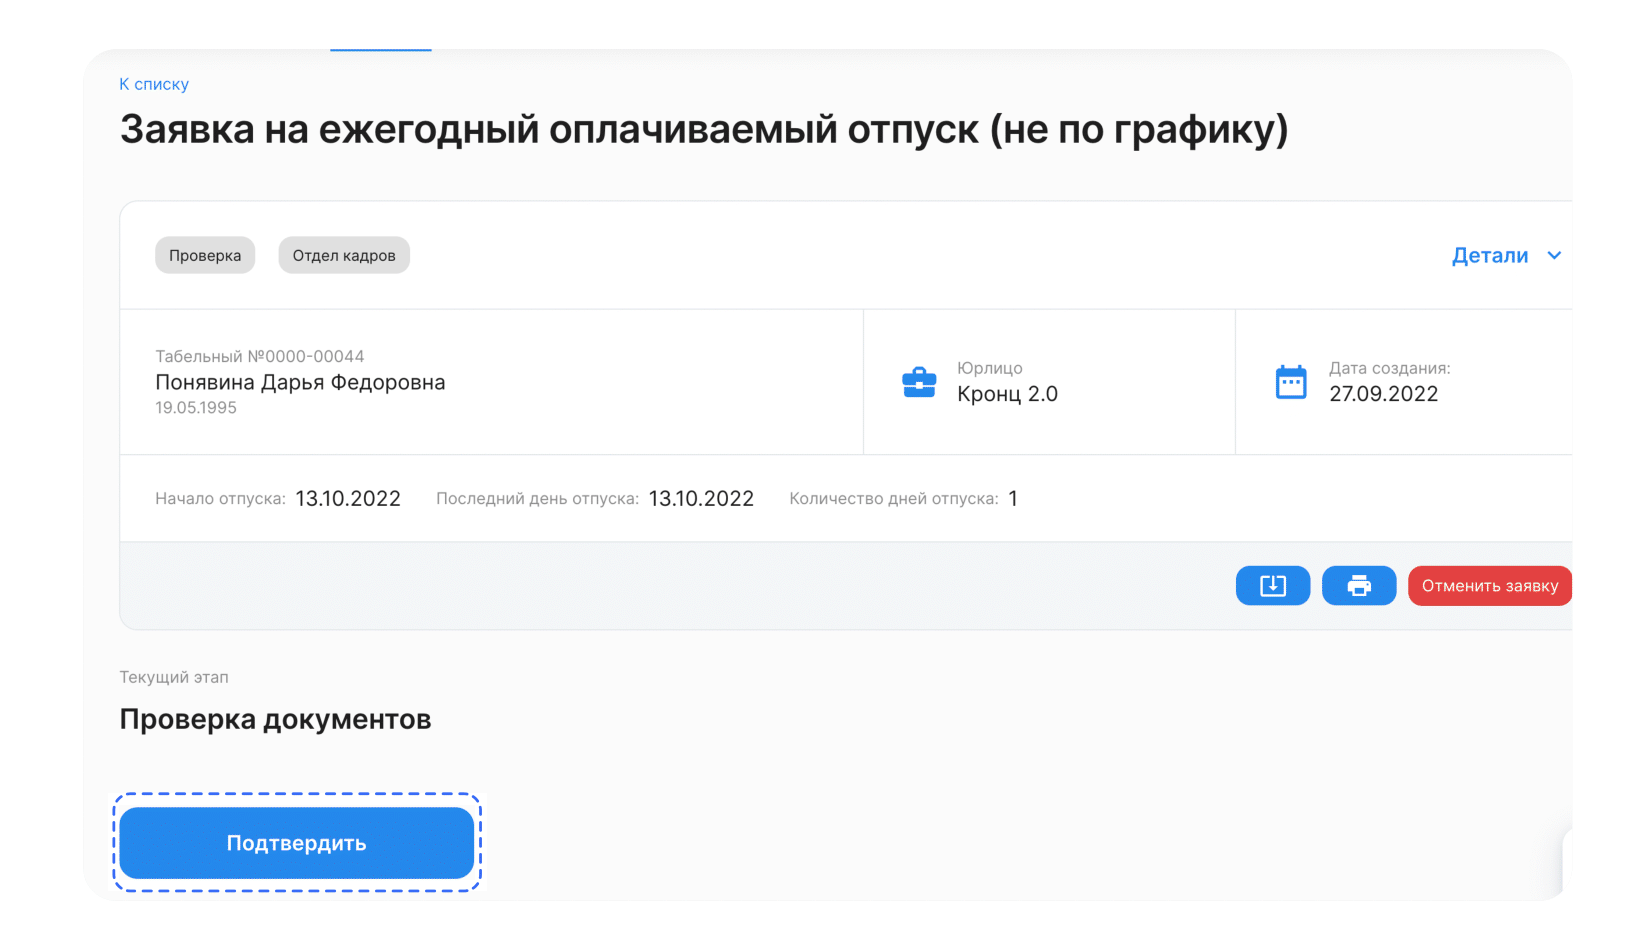 К списку
Заявка на ежегодный оплачиваемый отпуск (не по графику)
Проверка
Отдел кадров
Детали
Табельный №0000-00044
Понявина Дарья Федоровна
19.05.1995
Юрлицо
Кронц 2.0
Дата создания:
27.09.2022
Начало отпуска: 13.10.2022 Последний день отпуска: 13.10.2022 Количество дней отпуска: 1
Отменить заявку
Текущий этап
Проверка документов
Подтвердить